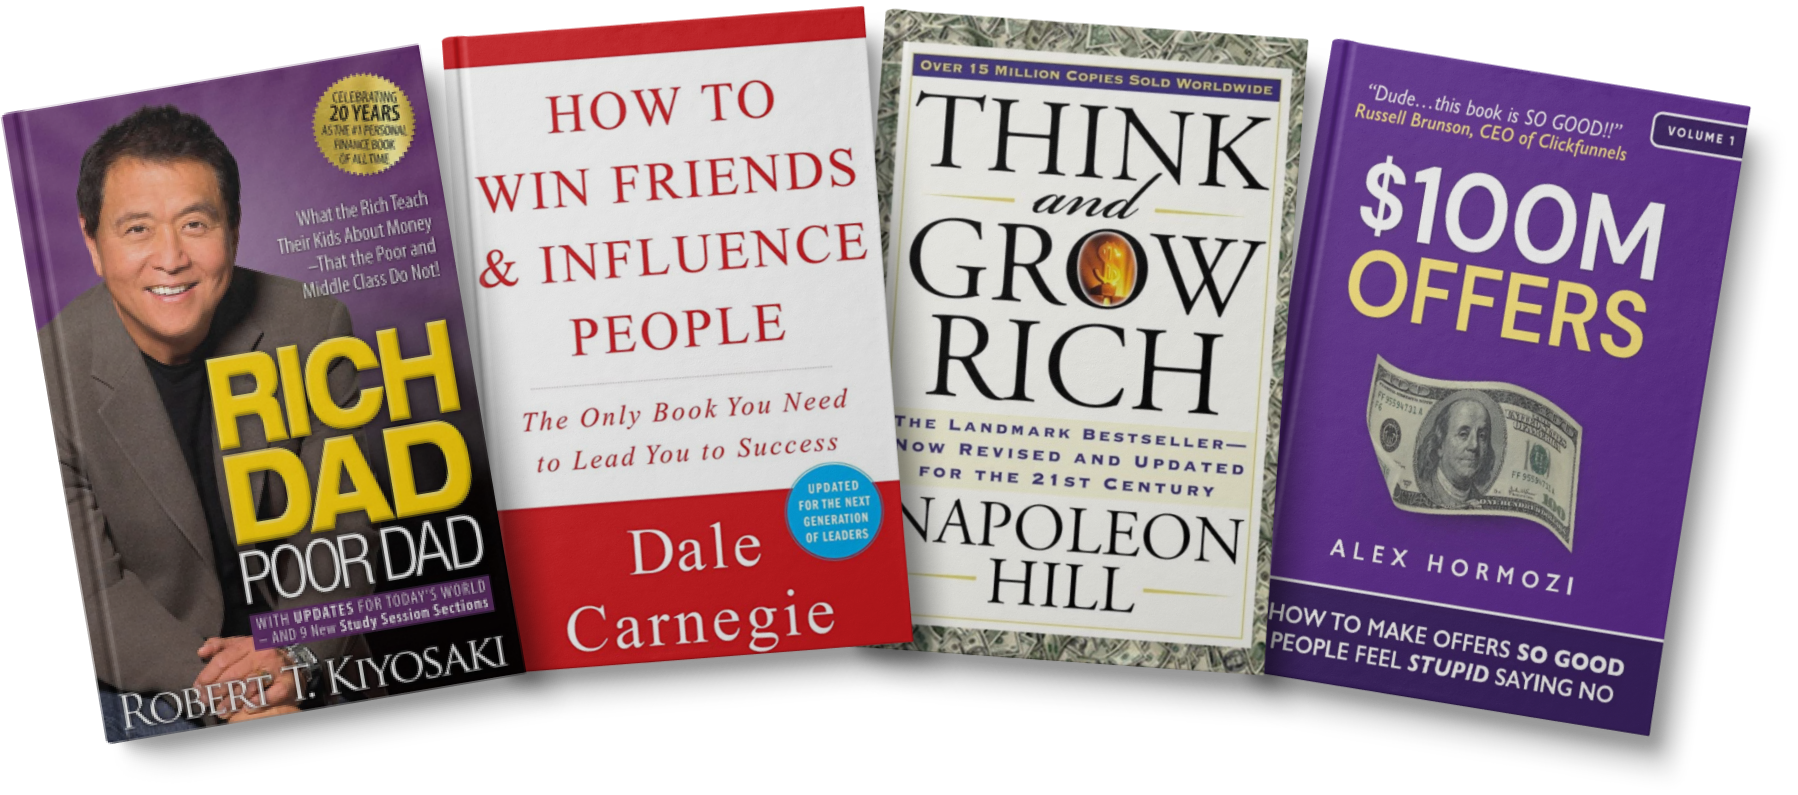 CELEBRATING
20 YEARS
AS THE #1 PERSONAL
FINANCE BOOK
OF ALL TIME
What the Rich Teach
Their Kids About Money
–That the Poor and
Middle Class Do Not!
RICH
DAD
POOR DAD
WITH UPDATES FOR TODAY'S WORLD
– AND 9 New Study Session Sections
ROBERT T. KIYOSAKI
HOW TO
WIN FRIENDS
& INFLUENCE
PEOPLE
The Only Book You Need
to Lead You to Success
UPDATED
FOR THE NEXT
GENERATION
OF LEADERS
Dale
Carnegie
OVER 15 MILLION COPIES SOLD WORLDWIDE
THINK
and
GROW
RICH
THE LANDMARK BESTSELLER—
NOW REVISED AND UPDATED
FOR THE 21ST CENTURY
NAPOLEON
HILL
"Dude...this book is SO GOOD!!"
Russell Brunson, CEO of Clickfunnels
VOLUME 1
$100M
OFFERS
ALEX HORMOZI
HOW TO MAKE OFFERS SO GOOD
PEOPLE FEEL STUPID SAYING NO